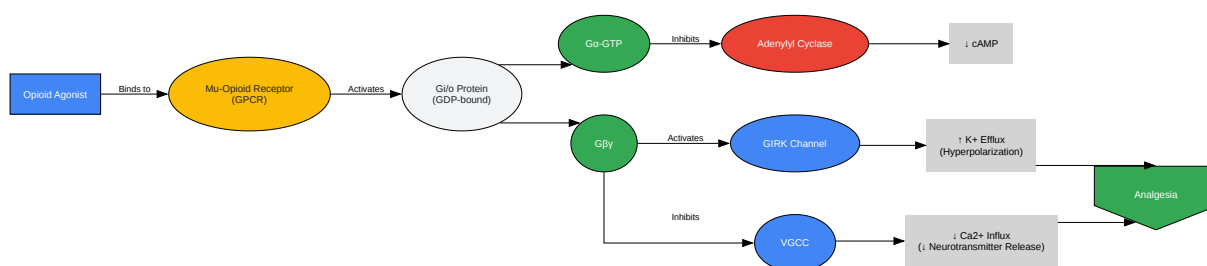 Opioid Agonist
Binds to
Mu-Opioid Receptor
(GPCR)
Activates
Gi/o Protein
(GDP-bound)
Gα-GTP
Inhibits
Adenylyl Cyclase
↓ cAMP
Gβγ
Activates
GIRK Channel
↑ K+ Efflux
(Hyperpolarization)
Inhibits
VGCC
↓ Ca2+ Influx
(↓ Neurotransmitter Release)
Analgesia